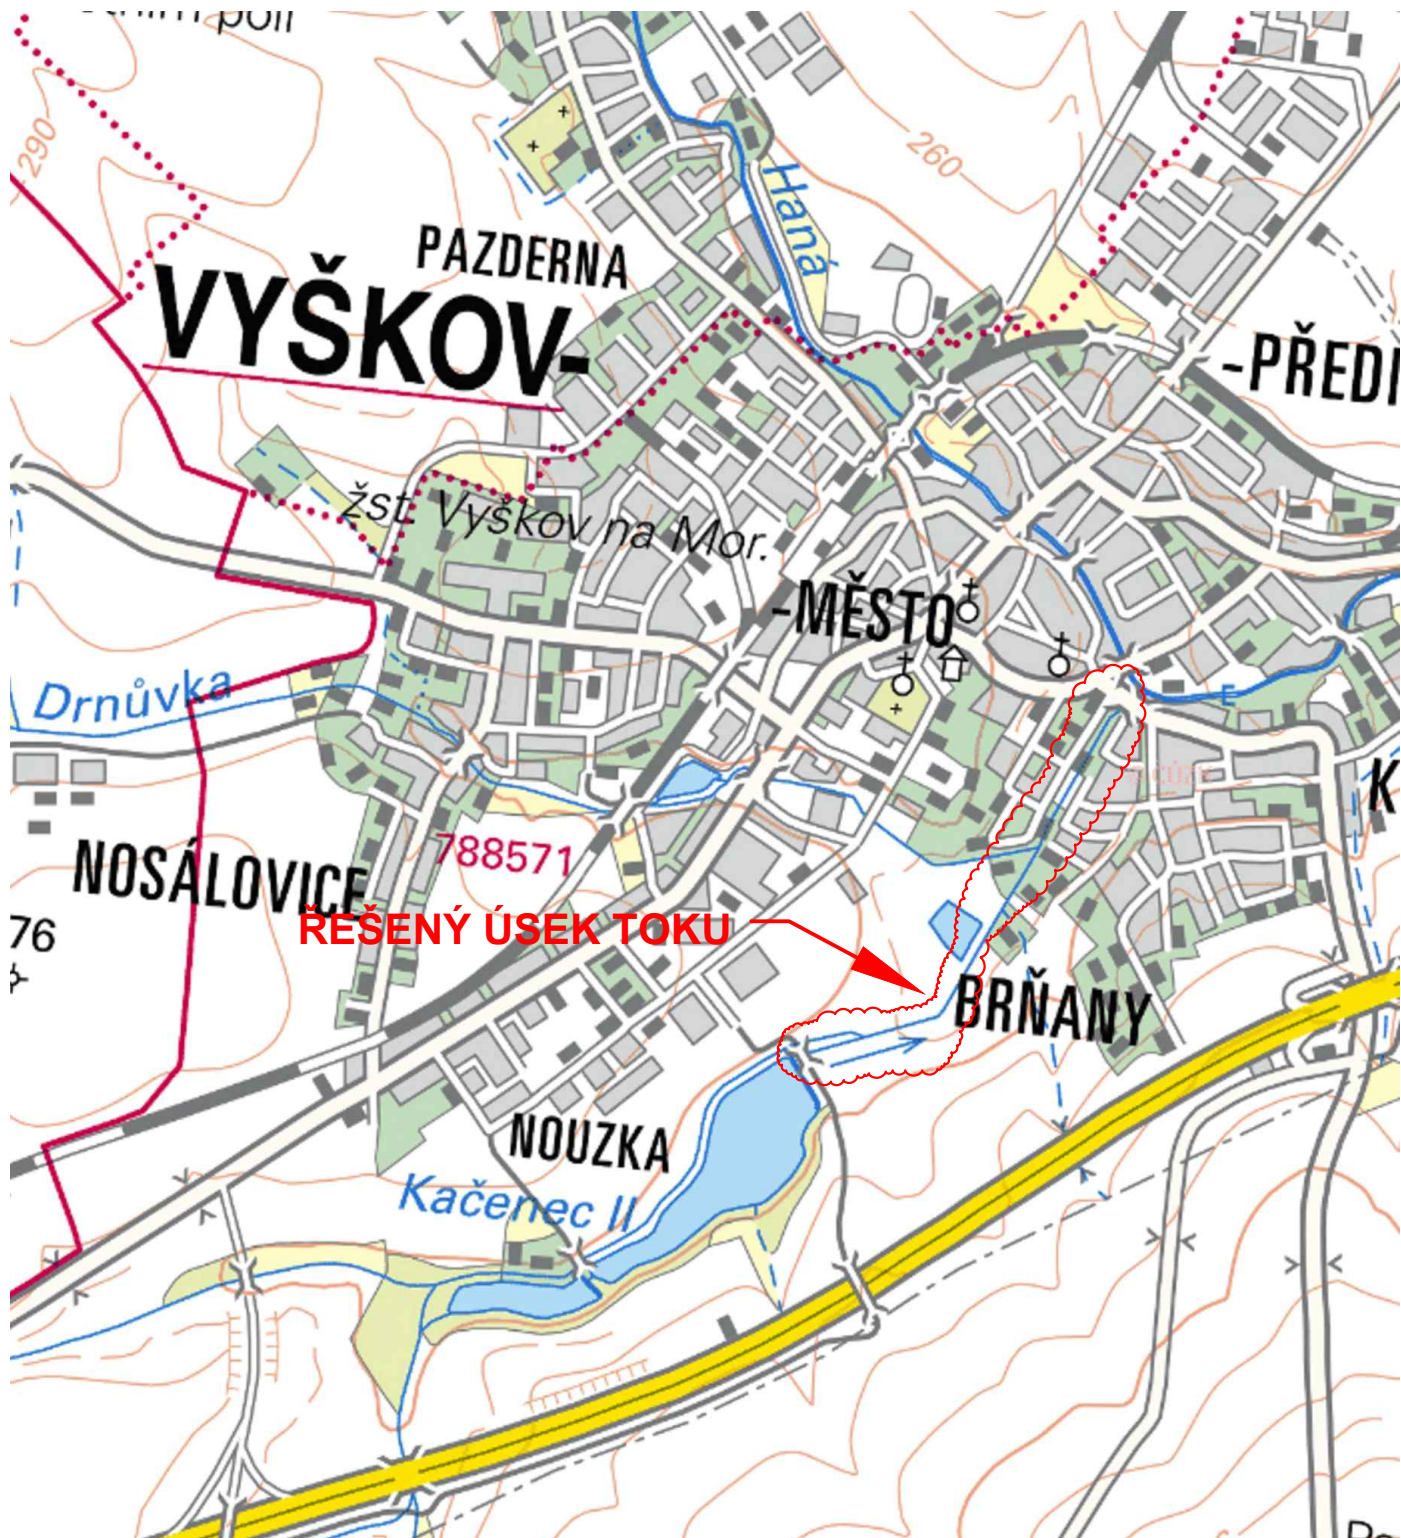 290
260
Haná
PAZDERNA
VYŠKOV-
-PŘEDI
žst. Vyškov na Mor.
-MĚSTO
Drnůvka
E
K
788571
NOSÁLOVICE
76
ŘEŠENÝ ÚSEK TOKU
BRŇANY
NOUZKA
Kačenec II